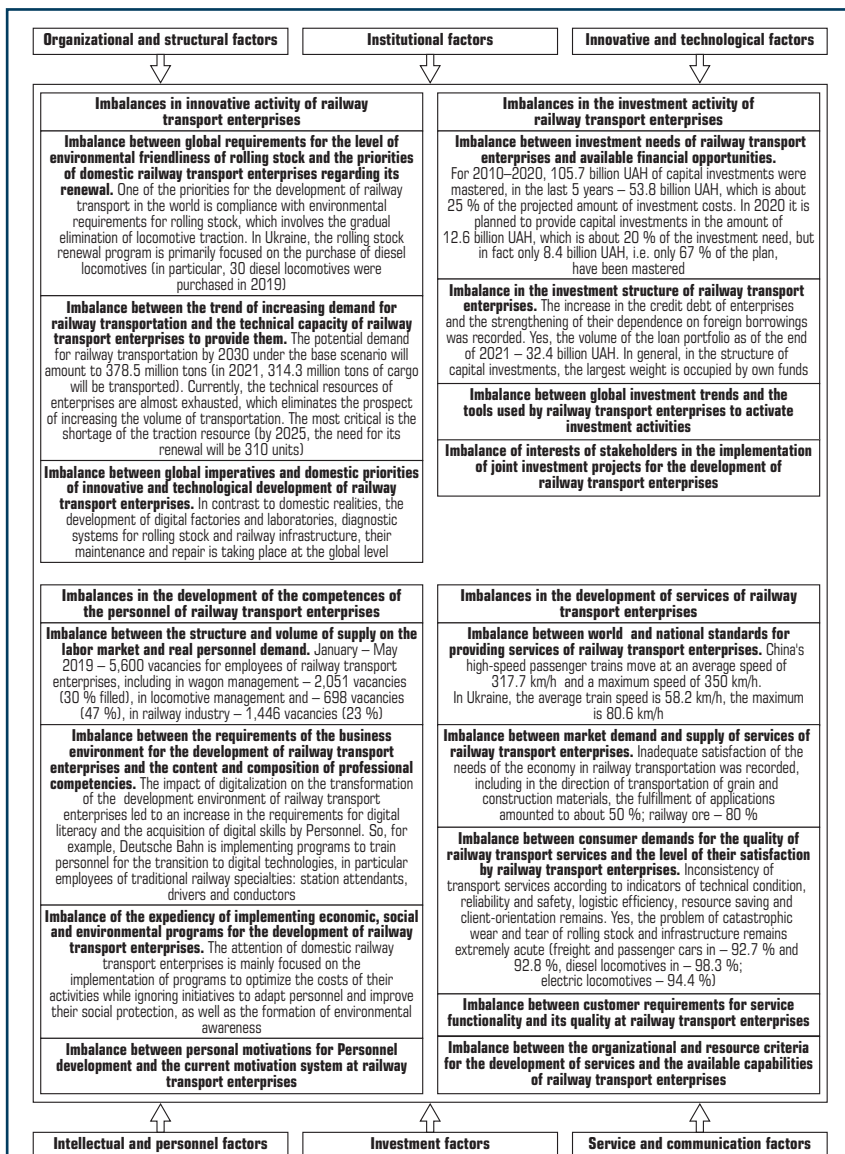 Organizational and structural factors
Institutional factors
Innovative and technological factors
Imbalances in innovative activity of railway
transport enterprises
Imbalance between global requirements for the level of
environmental friendliness of rolling stock and the priorities
of domestic railway transport enterprises regarding its
renewal. One of the priorities for the development of railway
transport in the world is compliance with environmental
requirements for rolling stock, which involves the gradual
elimination of locomotive traction. In Ukraine, the rolling stock
renewal program is primarily focused on the purchase of diesel
locomotives (in particular, 30 diesel locomotives were
purchased in 2019)
Imbalance between the trend of increasing demand for
railway transportation and the technical capacity of railway
transport enterprises to provide them. The potential demand
for railway transportation by 2030 under the base scenario will
amount to 378.5 million tons (in 2021, 314.3 million tons of cargo
will be transported). Currently, the technical resources of
enterprises are almost exhausted, which eliminates the prospect
of increasing the volume of transportation. The most critical is
the shortage of the traction resource (by 2025, the need for its
renewal will be 310 units)
Imbalance between global imperatives and domestic priorities
of innovative and technological development of railway
transport enterprises. In contrast to domestic realities, the
development of digital factories and laboratories, diagnostic
systems for rolling stock and railway infrastructure, their
maintenance and repair is taking place at the global level
Imbalances in the investment activity of
railway transport enterprises
Imbalance between investment needs of railway transport
enterprises and available financial opportunities.
For 2010–2020, 105.7 billion UAH of capital investments were
mastered, in the last 5 years – 53.8 billion UAH, which is about
25 % of the projected amount of investment costs. In 2020 it is
planned to provide capital investments in the amount of
12.6 billion UAH, which is about 20 % of the investment need, but
in fact only 8.4 billion UAH, i.e. only 67 % of the plan,
have been mastered
Imbalance in the investment structure of railway transport
enterprises. The increase in the credit debt of enterprises
and the strengthening of their dependence on foreign borrowings
was recorded. Yes, the volume of the loan portfolio as of the end
of 2021 – 32.4 billion UAH. In general, in the structure of
capital investments, the largest weight is occupied by own funds
Imbalance between global investment trends and the
tools used by railway transport enterprises to activate
investment activities
Imbalance of interests of stakeholders in the implementation
of joint investment projects for the development of
railway transport enterprises
Imbalances in the development of the competences of
the personnel of railway transport enterprises
Imbalance between the structure and volume of supply on the
labor market and real personnel demand. January – May
2019 – 5,600 vacancies for employees of railway transport
enterprises, including in wagon management – 2,051 vacancies
(30 % filled), in locomotive management and – 698 vacancies
(47 %), in railway industry – 1,446 vacancies (23 %)
Imbalance between the requirements of the business
environment for the development of railway transport
enterprises and the content and composition of professional
competencies. The impact of digitalization on the transformation
of the development environment of railway transport
enterprises led to an increase in the requirements for digital
literacy and the acquisition of digital skills by Personnel. So, for
example, Deutsche Bahn is implementing programs to train
personnel for the transition to digital technologies, in particular
employees of traditional railway specialties: station attendants,
drivers and conductors
Imbalance of the expediency of implementing economic, social
and environmental programs for the development of railway
transport enterprises. The attention of domestic railway
transport enterprises is mainly focused on the
implementation of programs to optimize the costs of their
activities while ignoring initiatives to adapt personnel and improve
their social protection, as well as the formation of environmental
awareness
Imbalance between personal motivations for Personnel
development and the current motivation system at railway
transport enterprises
Imbalances in the development of services of railway
transport enterprises
Imbalance between world and national standards for
providing services of railway transport enterprises. China's
high-speed passenger trains move at an average speed of
317.7 km/h and a maximum speed of 350 km/h.
In Ukraine, the average train speed is 58.2 km/h, the maximum
is 80.6 km/h
Imbalance between market demand and supply of services of
railway transport enterprises. Inadequate satisfaction of the
needs of the economy in railway transportation was recorded,
including in the direction of transportation of grain and
construction materials, the fulfillment of applications
amounted to about 50 %; railway ore – 80 %
Imbalance between consumer demands for the quality of
railway transport services and the level of their satisfaction
by railway transport enterprises. Inconsistency of
transport services according to indicators of technical condition,
reliability and safety, logistic efficiency, resource saving and
client-orientation remains. Yes, the problem of catastrophic
wear and tear of rolling stock and infrastructure remains
extremely acute (freight and passenger cars in – 92.7 % and
92.8 %, diesel locomotives in – 98.3 %;
electric locomotives – 94.4 %)
Imbalance between customer requirements for service
functionality and its quality at railway transport enterprises
Imbalance between the organizational and resource criteria
for the development of services and the available capabilities
of railway transport enterprises
Intellectual and personnel factors
Investment factors
Service and communication factors